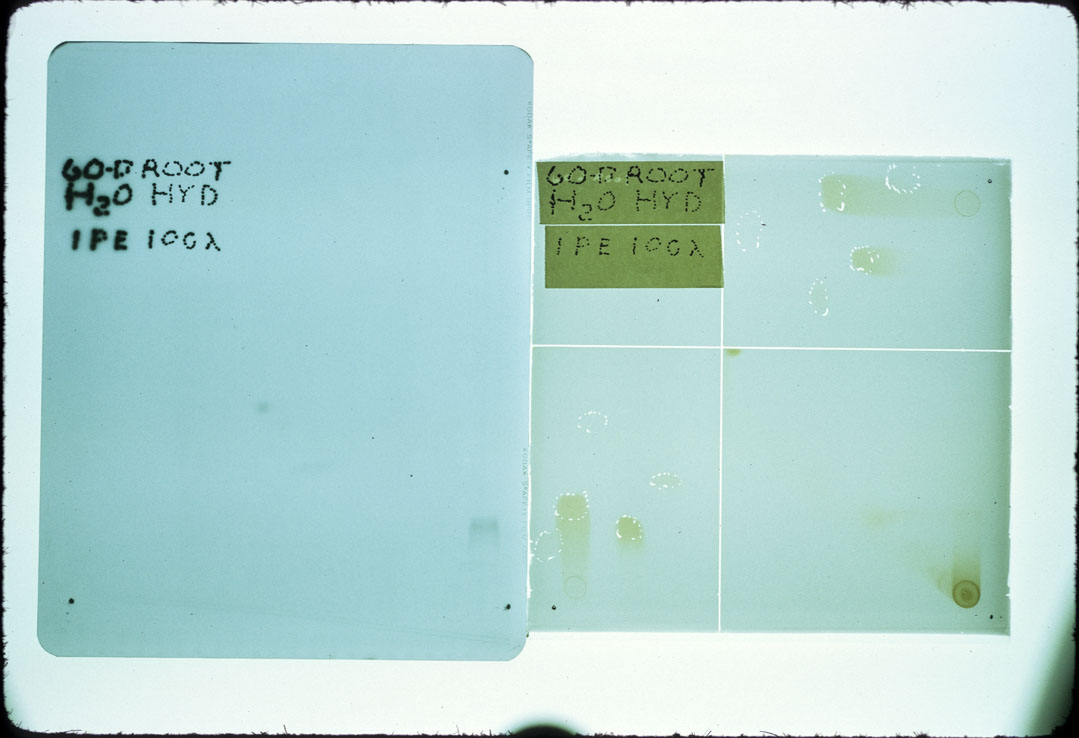 60-D ROOT
H2O HYD
IPE 100λ
60-D ROOT
H2O HYD
IPE 100λ